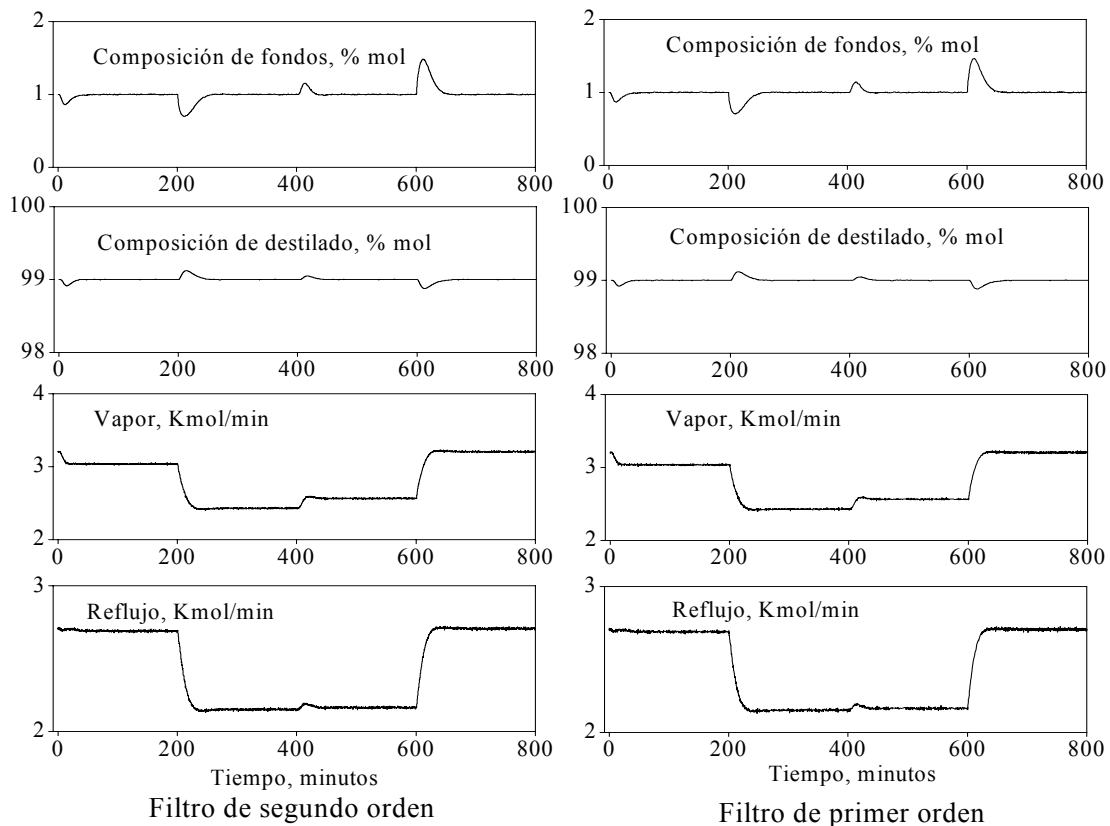 2
Composición de fondos, % mol
1
0
0 200 400 600 800
100
Composición de destilado, % mol
99
98
0 200 400 600 800
4
Vapor, Kmol/min
3
2
0 200 400 600 800
3
Reflujo, Kmol/min
2
0 200 400 600 800
Tiempo, minutos
Filtro de segundo orden
2
Composición de fondos, % mol
1
0
0 200 400 600 800
100
Composición de destilado, % mol
99
98
0 200 400 600 800
4
Vapor, Kmol/min
3
2
0 200 400 600 800
3
Reflujo, Kmol/min
2
0 200 400 600 800
Tiempo, minutos
Filtro de primer orden